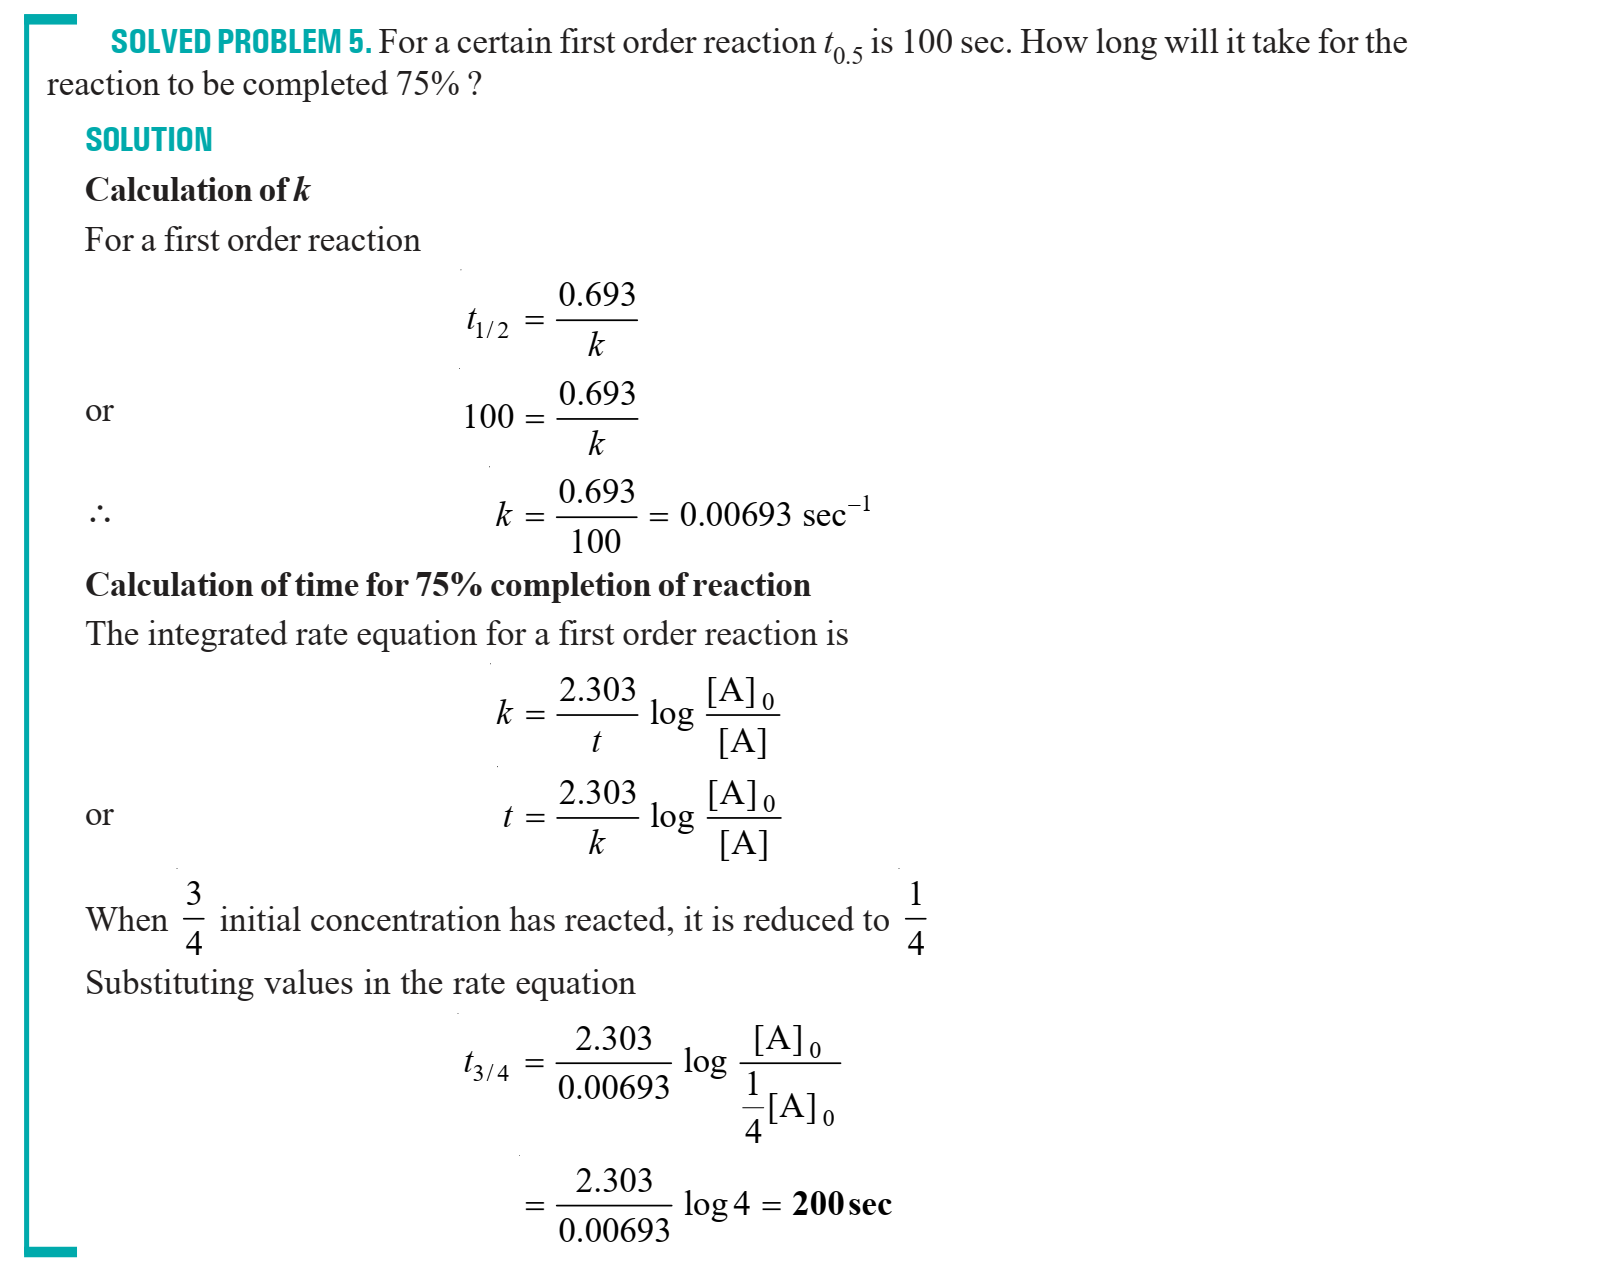 SOLVED PROBLEM 5. For a certain first order reaction t₀.₅ is 100 sec. How long will it take for the
reaction to be completed 75% ?
SOLUTION
Calculation of k
For a first order reaction
t₁/₂ = 0.693 / k
or 100 = 0.693 / k
∴ k = 0.693 / 100 = 0.00693 sec⁻¹
Calculation of time for 75% completion of reaction
The integrated rate equation for a first order reaction is
k = 2.303 / t log [A]₀ / [A]
or t = 2.303 / k log [A]₀ / [A]
When 3/4 initial concentration has reacted, it is reduced to 1/4
Substituting values in the rate equation
t₃/₄ = 2.303 / 0.00693 log [A]₀ / 1/4 [A]₀
= 2.303 / 0.00693 log 4 = 200 sec